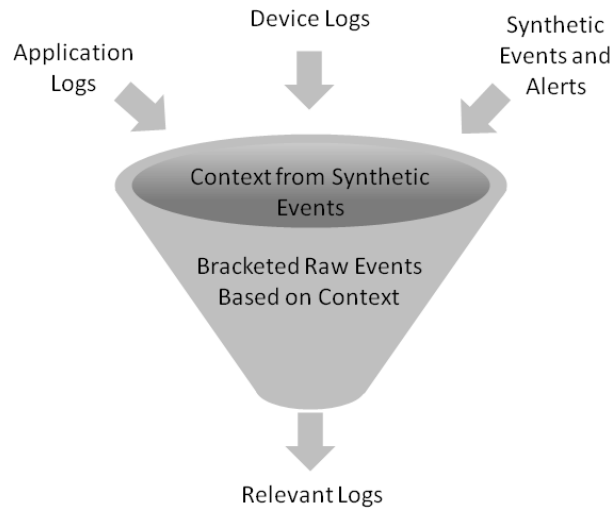 Device Logs
Application
Logs
Synthetic
Events and
Alerts
Context from Synthetic
Events
Bracketed Raw Events
Based on Context
Relevant Logs